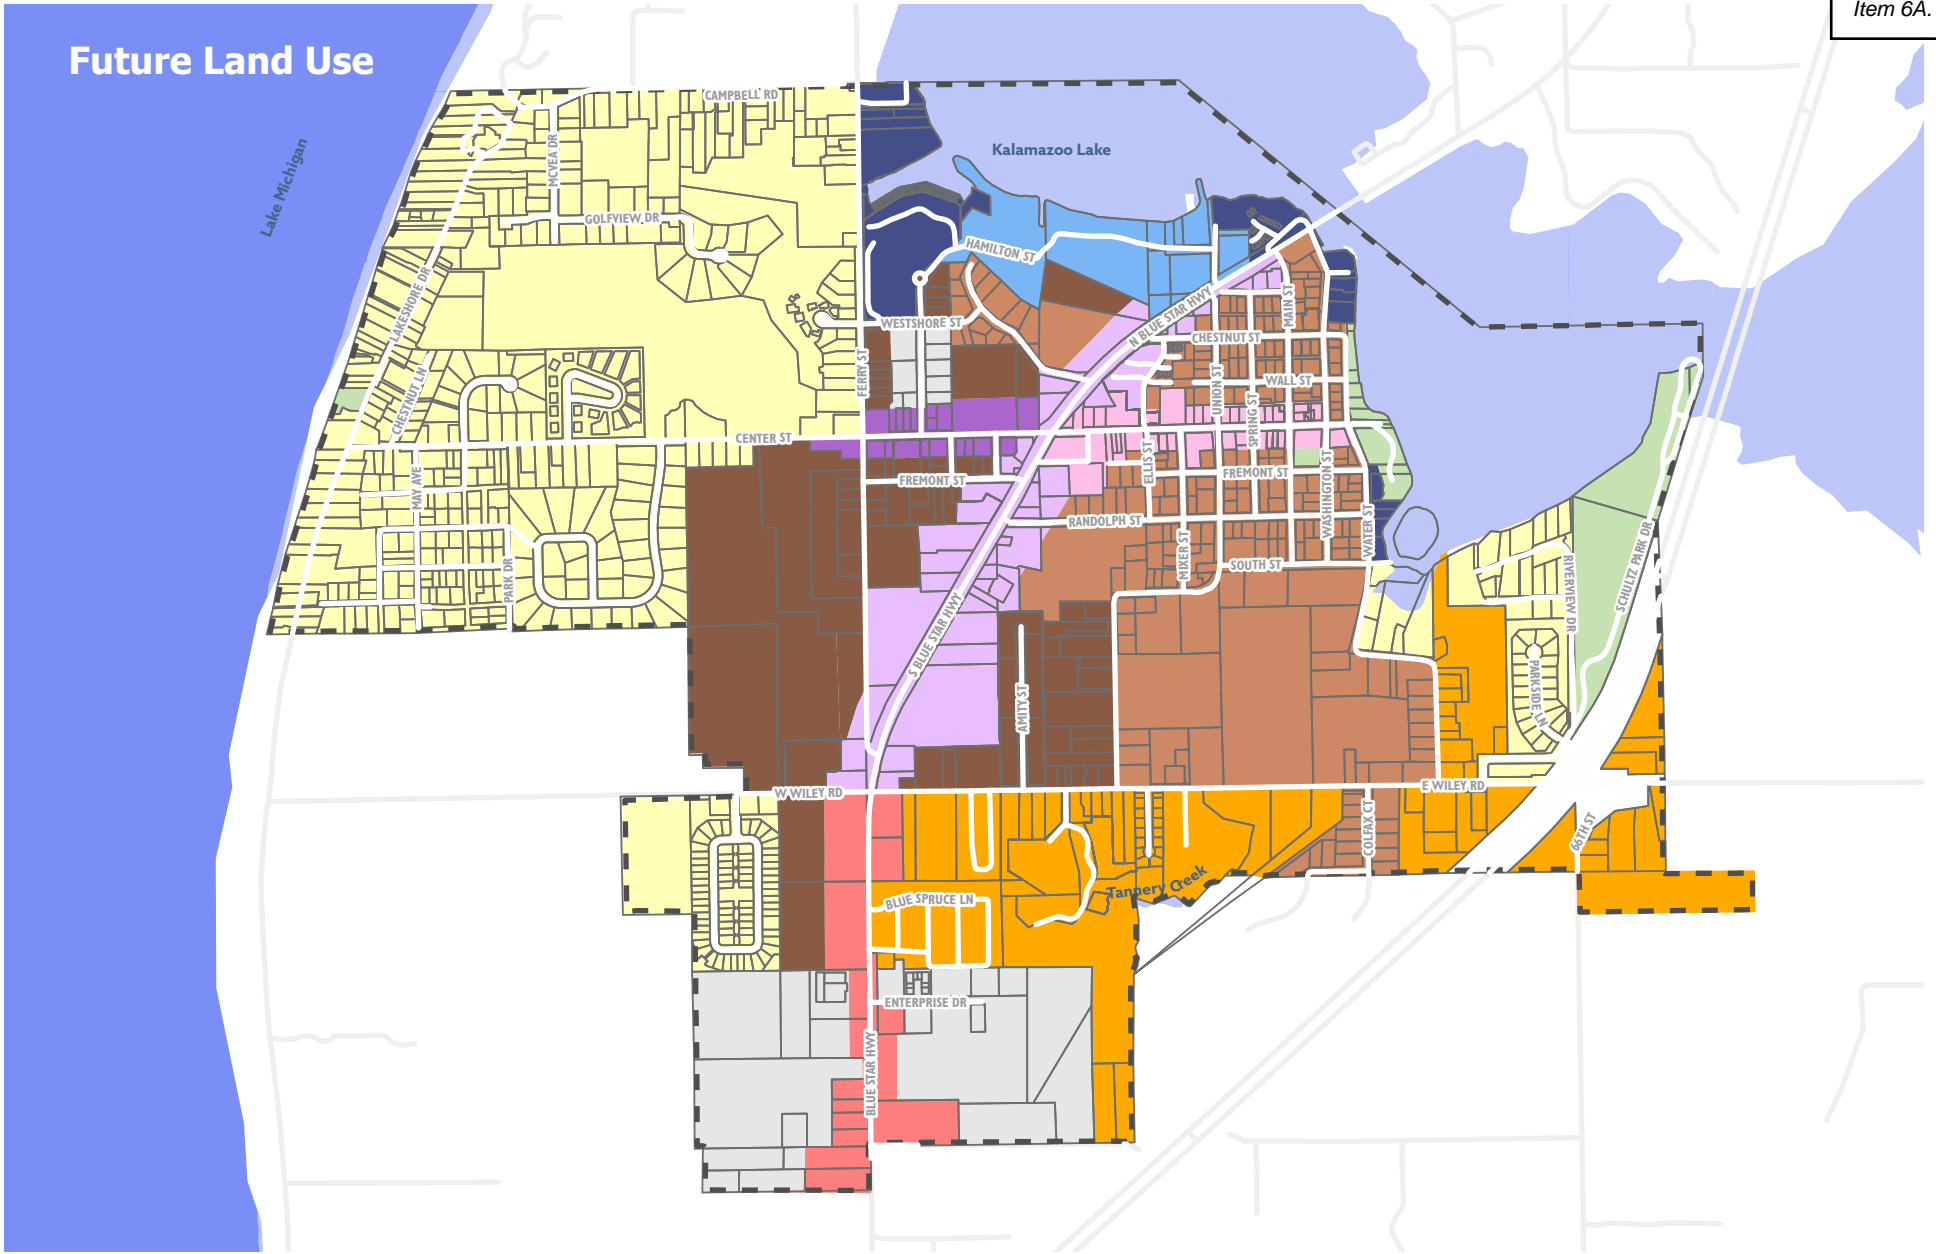 Item 6A.
Future Land Use
CAMPBELL RD
Lake Michigan
MCVEA DR
Kalamazoo Lake
GOLFVIEW DR
HAMILTON ST
LAKESHORE DR
WESTSHORE ST
N BLUE STAR HWY
MAIN ST
CHESTNUT ST
FERRY ST
CHESTNUT LN
UNION ST
WALL ST
SPRING ST
CENTER ST
ELLIS ST
MAY AVE
FREMONT ST
FREMONT ST
WASHINGTON ST
RANDOLPH ST
WATER ST
MIXER ST
SOUTH ST
PARK DR
RIVERVIEW DR
SCHULTZ PARK DR
S BLUE STAR HWY
AMITY ST
PARKSIDE LN
W WILEY RD
E WILEY RD
COLFAX CT
66TH ST
Tannery Creek
BLUE SPRUCE LN
ENTERPRISE DR
BLUE STAR HWY